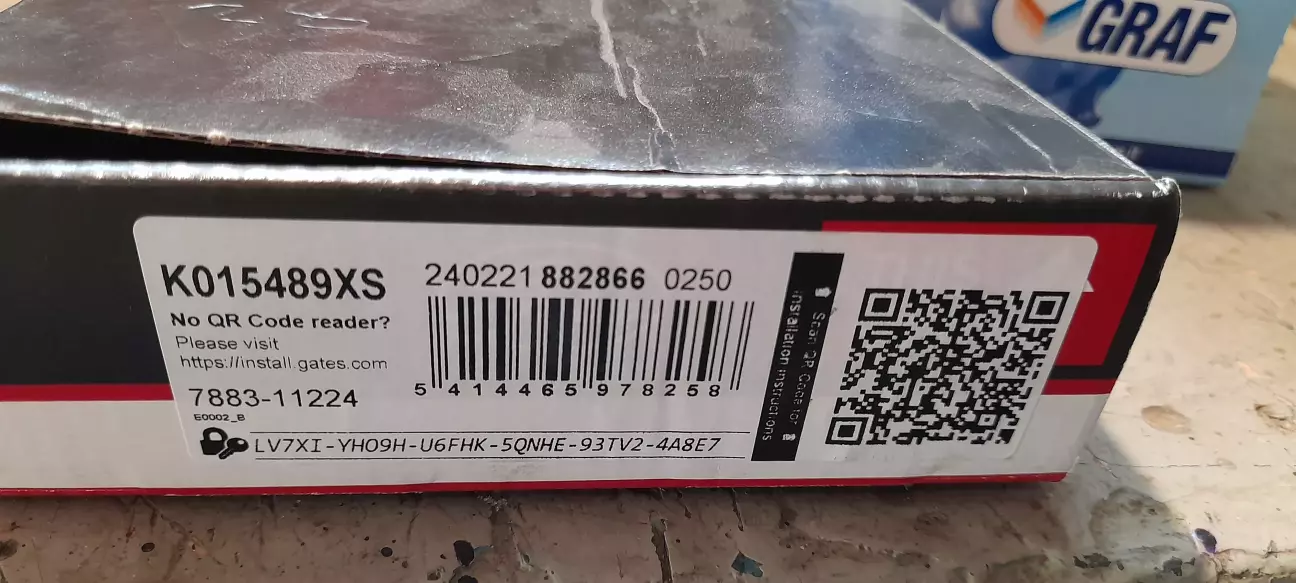 GRAF
K015489XS
240221 882866 0250
No QR Code reader?
Please visit
https://install.gates.com
5 414465 978258
7883-11224
E0002_B
LV7XI-YHO9H-U6FHK-5QNHE-93TV2-4A8E7
Scan QR Code for
installation instructions